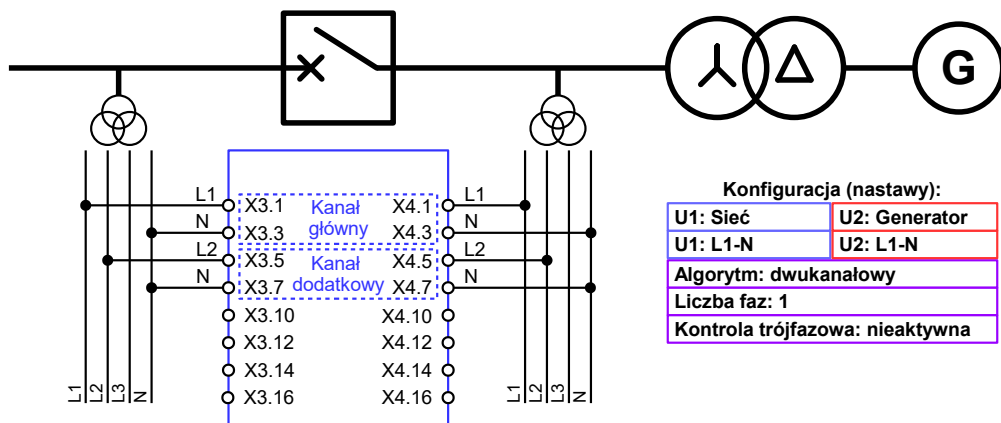 G
L1
X3.1
Kanał
główny
X4.1
L1
N
X3.3
X4.3
N
L2
X3.5
Kanał
dodatkowy
X4.5
L2
N
X3.7
X4.7
N
X3.10
X4.10
X3.12
X4.12
X3.14
X4.14
X3.16
X4.16
L1
L2
L3
N
L1
L2
L3
N
Konfiguracja (nastawy):
U1: Sieć
U2: Generator
U1: L1-N
U2: L1-N
Algorytm: dwukanałowy
Liczba faz: 1
Kontrola trójfazowa: nieaktywna